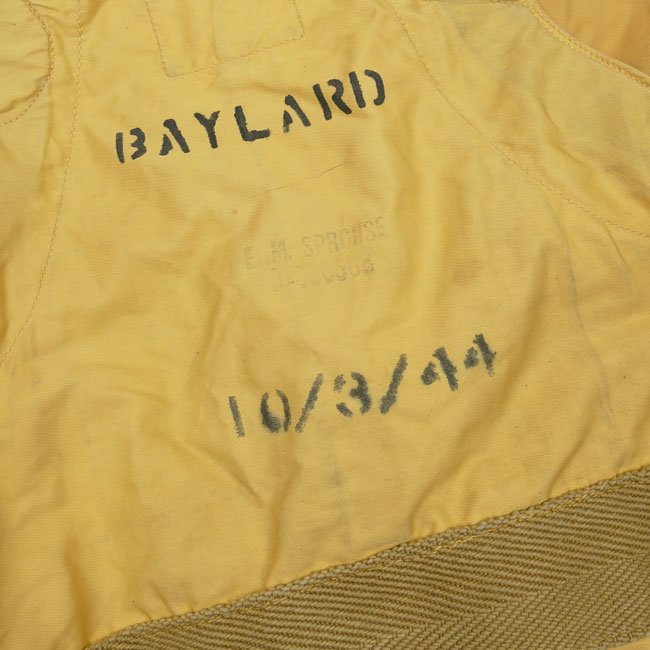 BAYLARD
E. M. SPROUSE
10/3/44